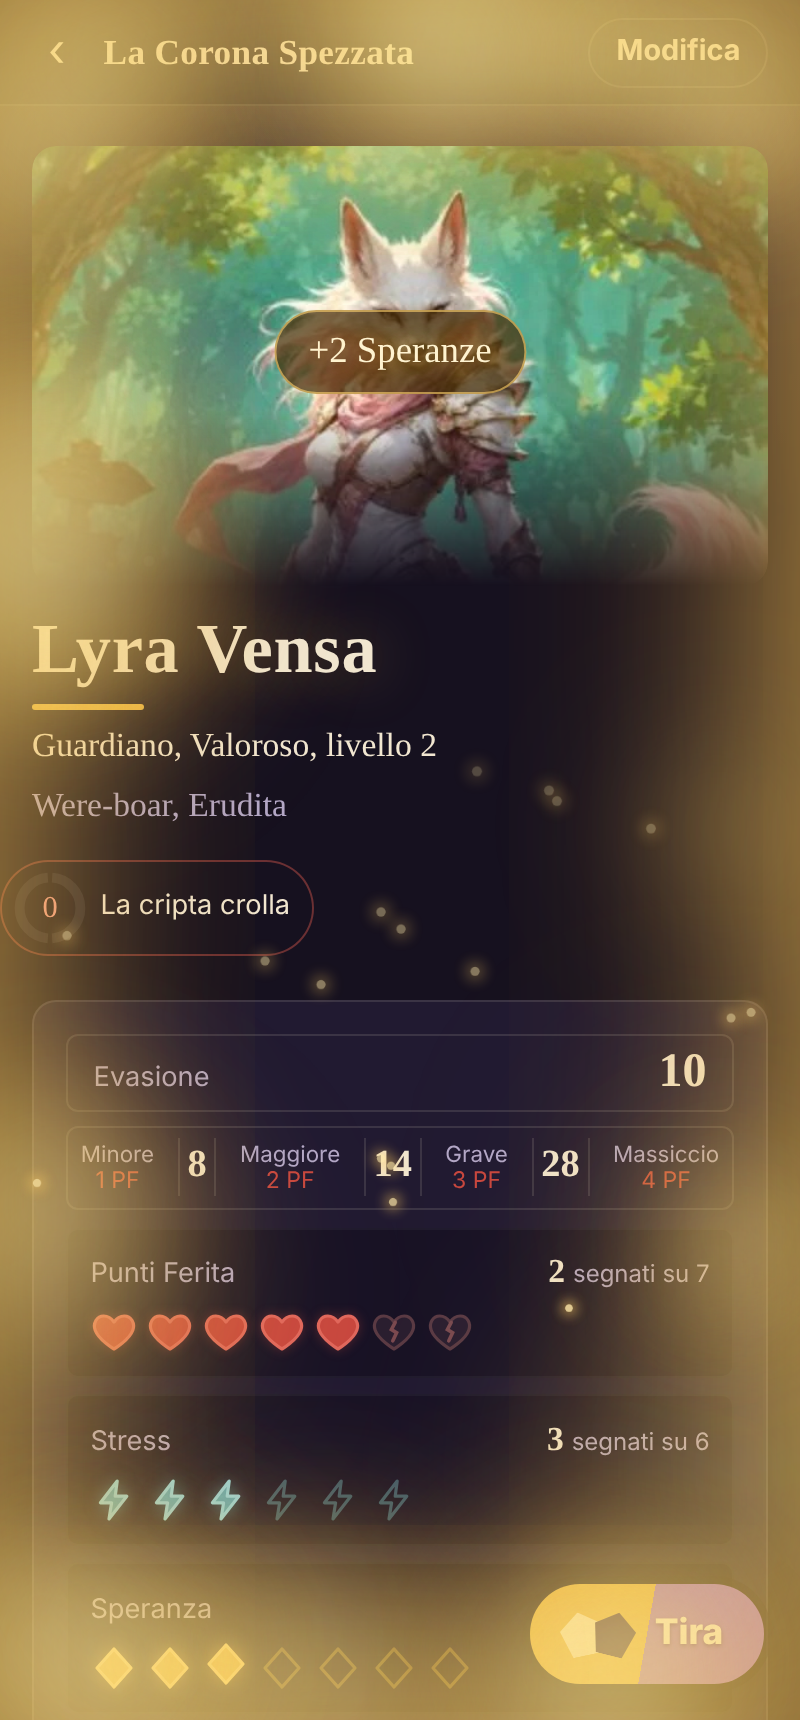 La Corona Spezzata
Modifica
+2 Speranze
Lyra Vensa
Guardiano, Valoroso, livello 2
Were-boar, Erudita
0 La cripta crolla
Evasione 10
Minore 8 Maggiore 14 Grave 28 Massiccio
1 PF 2 PF 3 PF 4 PF
Punti Ferita 2 segnati su 7
Stress 3 segnati su 6
Speranza
Tira